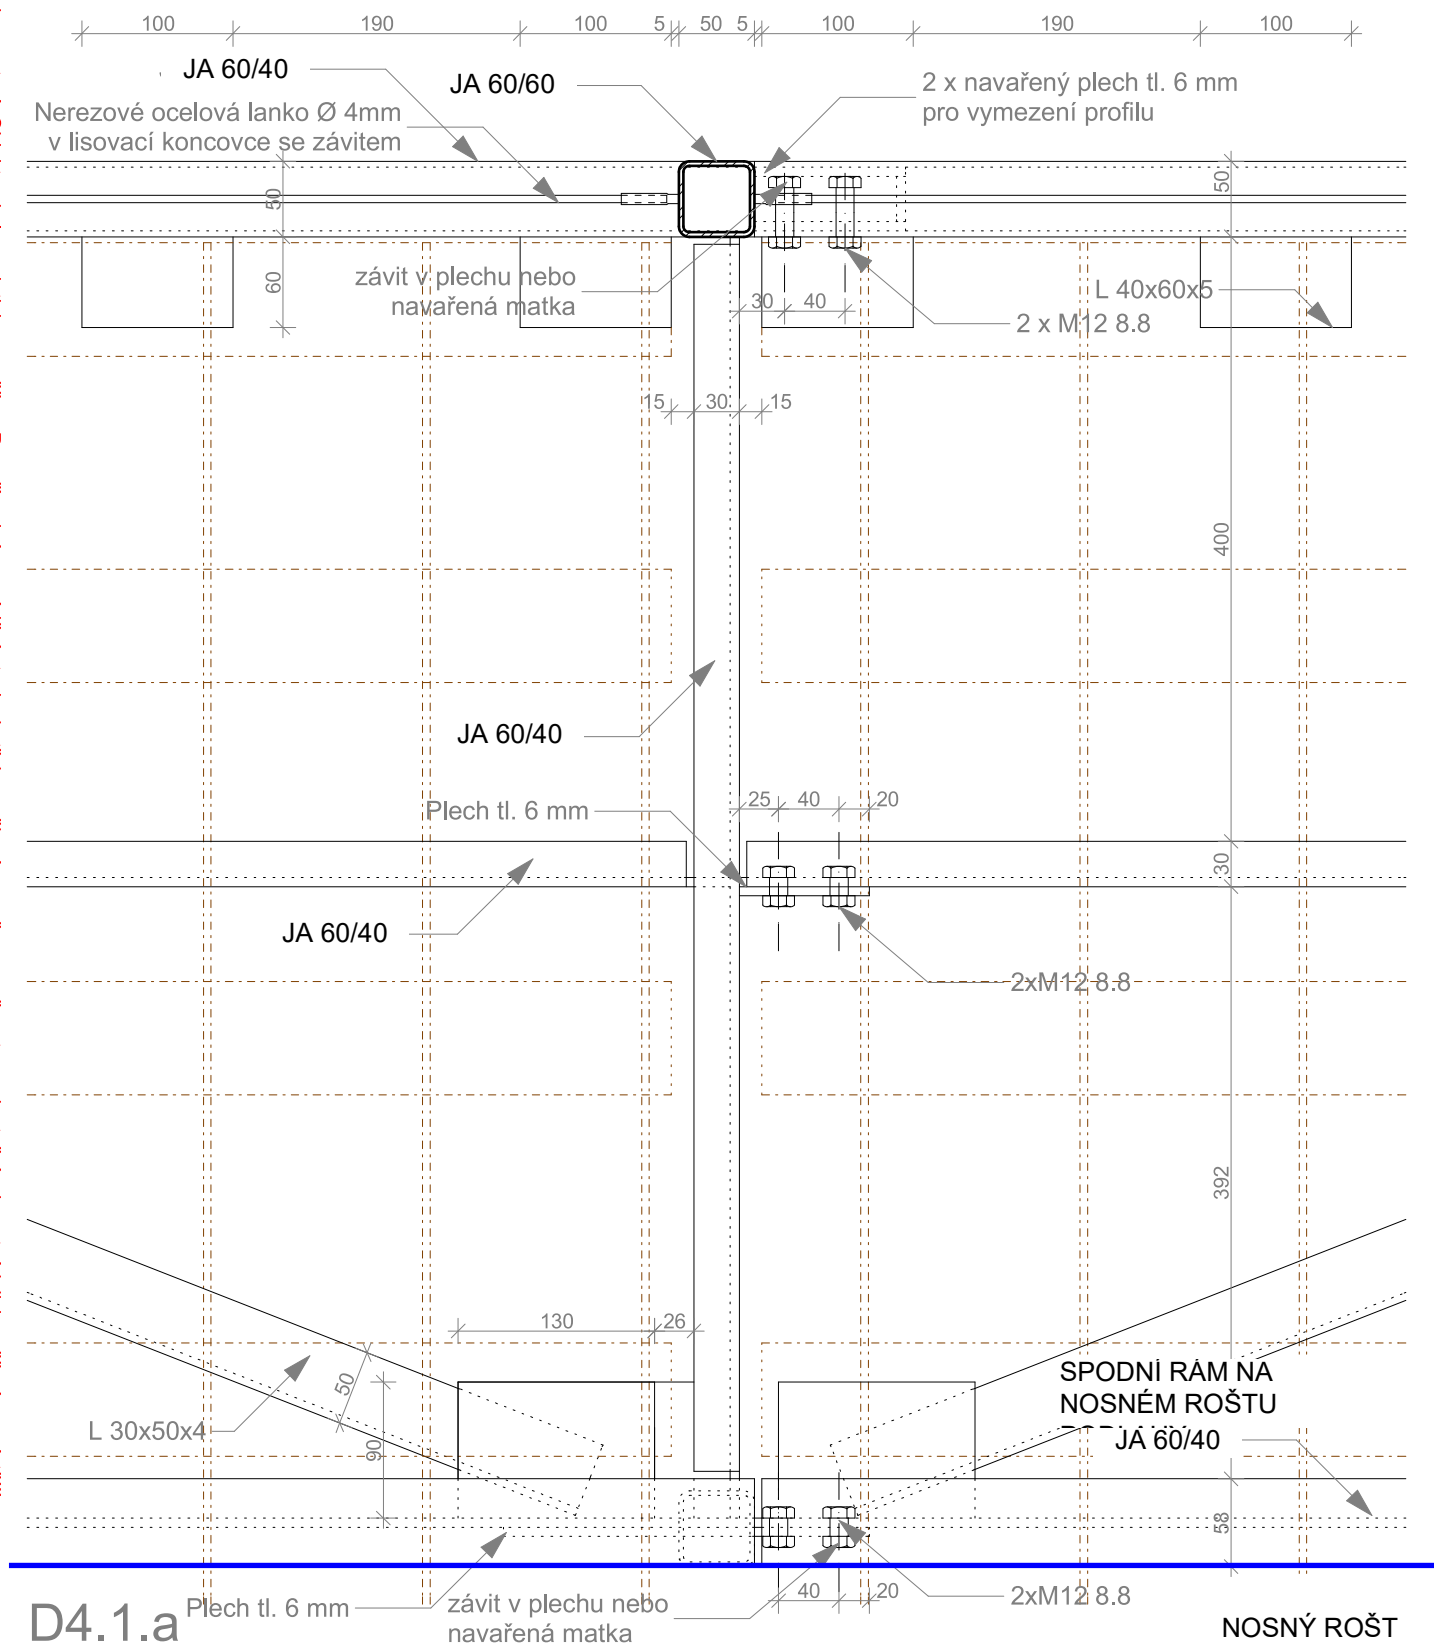 100 190 100 5 50 5 100 190 100
JA 60/40
JA 60/60
2 x navařený plech tl. 6 mm
pro vymezení profilu
Nerezové ocelová lanko Ø 4mm
v lisovací koncovce se závitem
50
50
60
závit v plechu nebo
navařená matka
30 40
L 40x60x5
2 x M12 8.8
15 30 15
400
JA 60/40
Plech tl. 6 mm
25 40 20
30
JA 60/40
2xM12 8.8
392
130 26
50
L 30x50x4
90
SPODNÍ RÁM NA
NOSNÉM ROŠTU
JA 60/40
58
Plech tl. 6 mm
závit v plechu nebo
navařená matka
40 20
2xM12 8.8
D4.1.a
NOSNÝ ROŠT